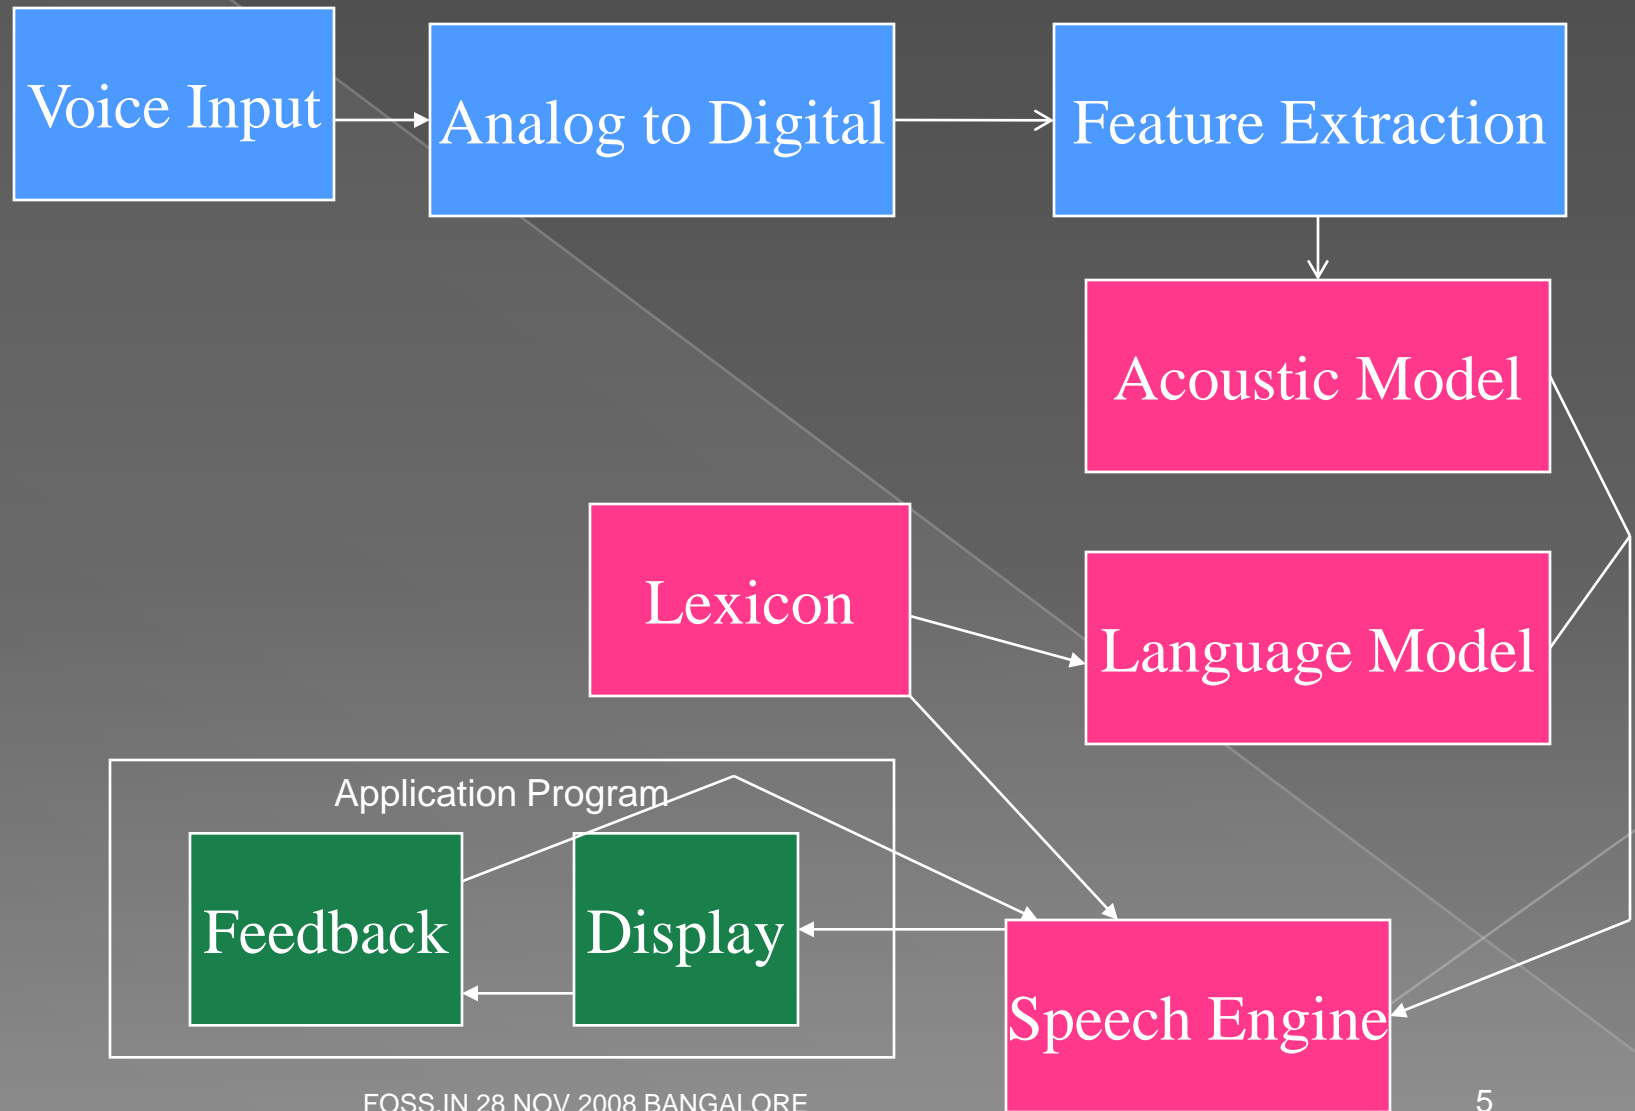 Voice Input
Analog to Digital
Feature Extraction
Acoustic Model
Lexicon
Language Model
Application Program
Feedback
Display
Speech Engine
FOSS.IN 28 NOV 2008 BANGALORE
5